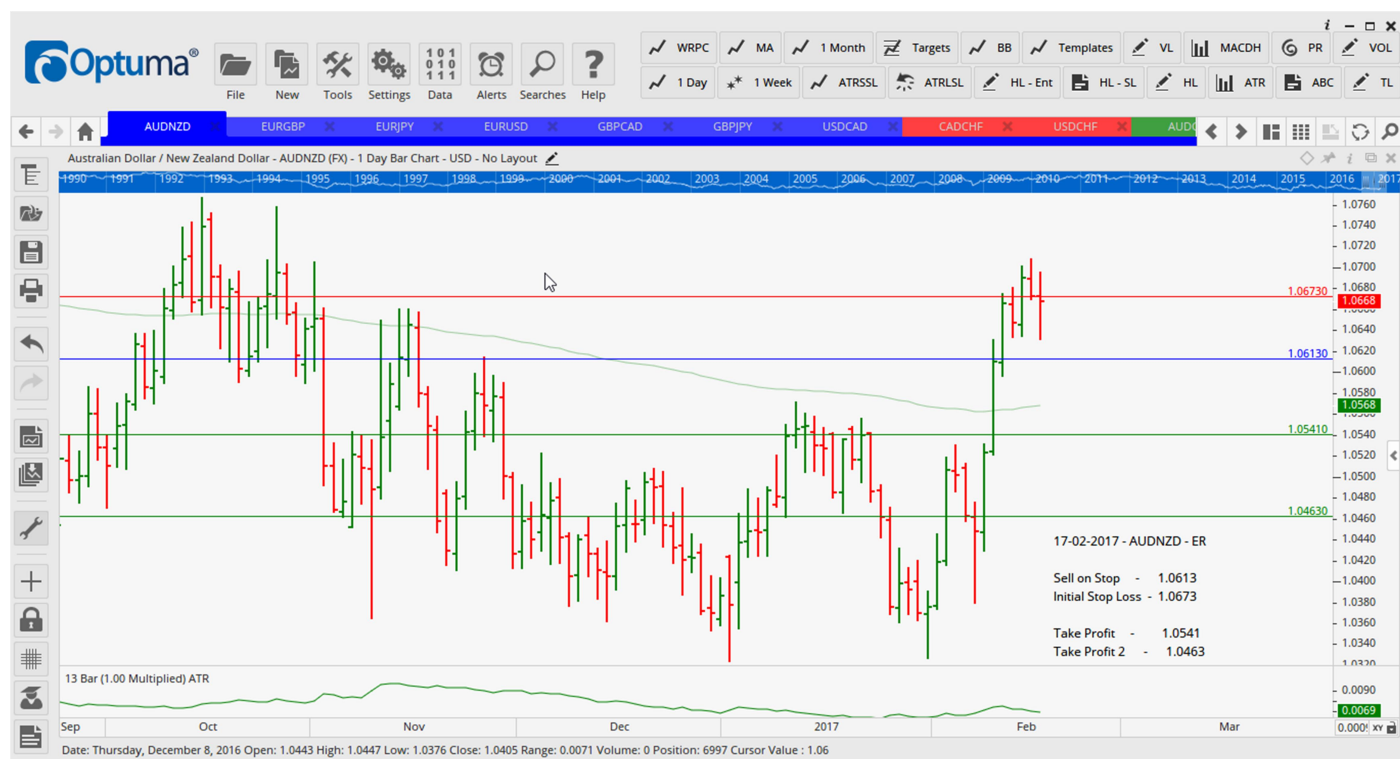 i
Optuma®
WRPC MA 1 Month Targets BB Templates VL MACDH PR VOL
1 Day 1 Week ATRSSL ATRLSL HL - Ent HL - SL HL ATR ABC TL
101
010
111
File New Tools Settings Data Alerts Searches Help
AUDNZD EURGBP EURJPY EURUSD GBPCAD GBPJPY USDCAD CADCHF USDCHF
Australian Dollar / New Zealand Dollar - AUDNZD (FX) - 1 Day Bar Chart - USD - No Layout
1990 1991 1992 1993 1994 1995 1996 1997 1998 1999 2000 2001 2002 2003 2004 2005 2006 2007 2008 2009 2010 2011 2012 2013 2014 2015 2016 2017
1.0760
1.0740
1.0720
1.0700
1.0680
1.06730
1.0668
1.0640
1.0620
1.06130
1.0600
1.0580
1.0568
1.0540
1.05410
1.0520
1.0500
1.0480
1.04630
1.0460
1.0440
1.0420
1.0400
1.0380
1.0360
1.0340
1.0320
17-02-2017 - AUDNZD - ER
Sell on Stop - 1.0613
Initial Stop Loss - 1.0673
Take Profit - 1.0541
Take Profit 2 - 1.0463
13 Bar (1.00 Multiplied) ATR
0.0090
0.0069
Sep Oct Nov Dec 2017 Feb Mar
XY
Date: Thursday, December 8, 2016 Open: 1.0443 High: 1.0447 Low: 1.0376 Close: 1.0405 Range: 0.0071 Volume: 0 Position: 6997 Cursor Value : 1.06